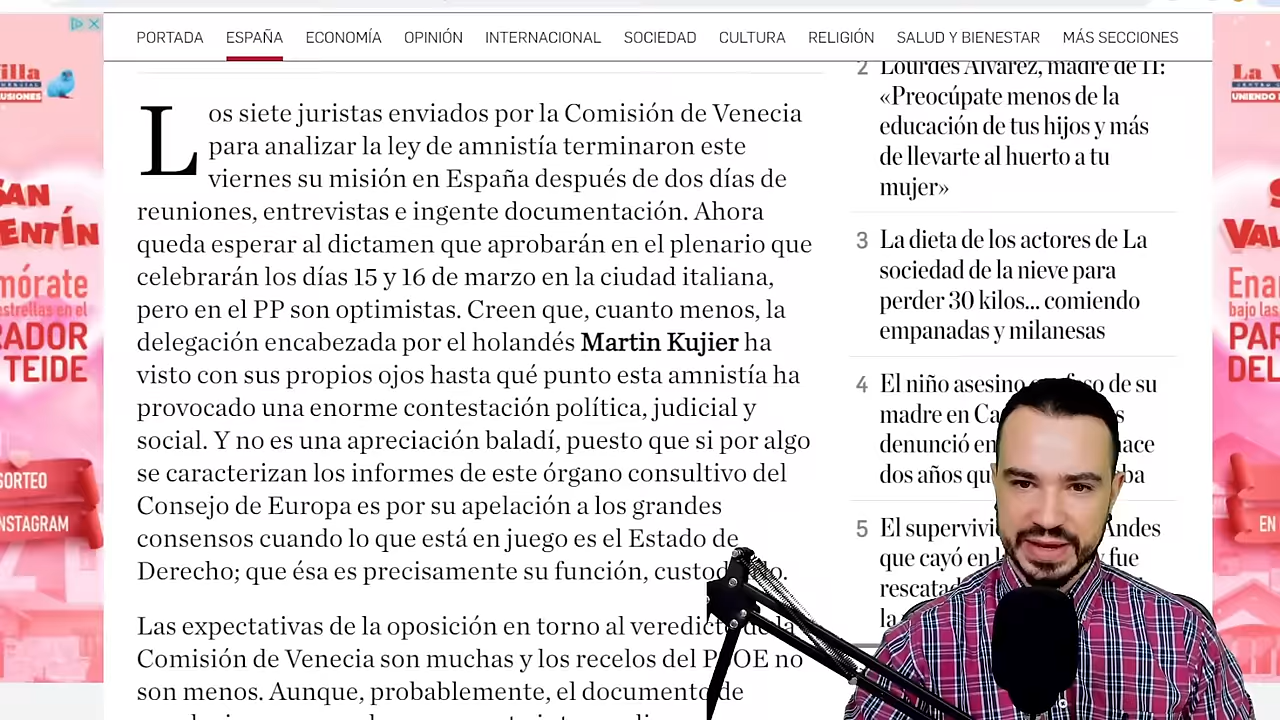 PORTADA ESPAÑA ECONOMÍA OPINIÓN INTERNACIONAL SOCIEDAD CULTURA RELIGIÓN SALUD Y BIENESTAR MÁS SECCIONES
Los siete juristas enviados por la Comisión de Venecia
para analizar la ley de amnistía terminaron este
viernes su misión en España después de dos días de
reuniones, entrevistas e ingente documentación. Ahora
queda esperar al dictamen que aprobarán en el plenario que
celebrarán los días 15 y 16 de marzo en la ciudad italiana,
pero en el PP son optimistas. Creen que, cuanto menos, la
delegación encabezada por el holandés Martin Kujier ha
visto con sus propios ojos hasta qué punto esta amnistía ha
provocado una enorme contestación política, judicial y
social. Y no es una apreciación baladí, puesto que si por algo
se caracterizan los informes de este órgano consultivo del
Consejo de Europa es por su apelación a los grandes
consensos cuando lo que está en juego es el Estado de
Derecho; que ésa es precisamente su función,
Las expectativas de la oposición en torno al veredicto de la
Comisión de Venecia son muchas y los recelos del PSOE no
son menos. Aunque, probablemente, el documento de
2 Lourdes Álvarez, madre de 11:
«Preocúpate menos de la
educación de tus hijos y más
de llevarte al huerto a tu
mujer»
3 La dieta de los actores de La
sociedad de la nieve para
perder 30 kilos... comiendo
empanadas y milanesas
4 El niño asesino de su
madre en
denunció en
dos años
5 El Andes
que cayó en fue
la
illa
SAN
RADOR
TEIDE
SORTEO
INSTAGRAM
La
UNIENDO
DEL
EN